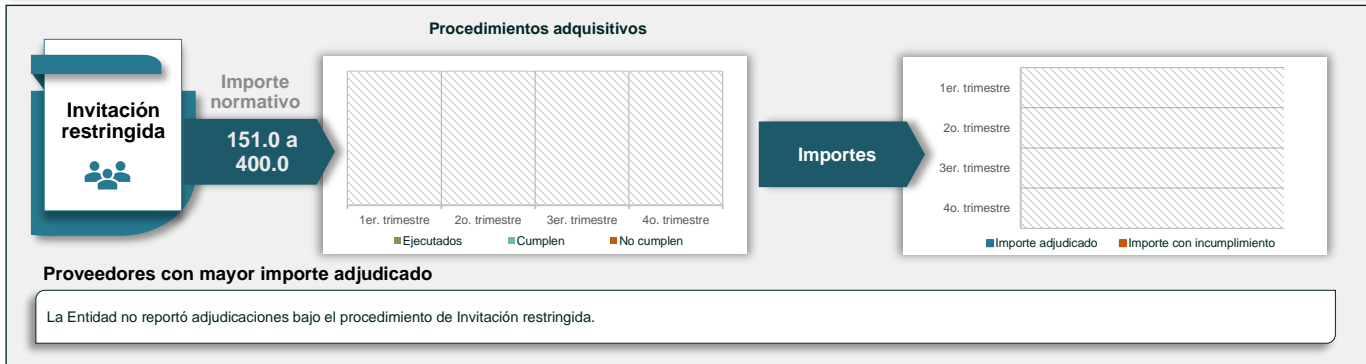 Procedimientos adquisitivos
Invitación
restringida
Importe
normativo
151.0 a
400.0
1er. trimestre 2o. trimestre 3er. trimestre 4o. trimestre
Ejecutados Cumplen No cumplen
Importes
1er. trimestre
2o. trimestre
3er. trimestre
4o. trimestre
Importe adjudicado Importe con incumplimiento
Proveedores con mayor importe adjudicado
La Entidad no reportó adjudicaciones bajo el procedimiento de Invitación restringida.